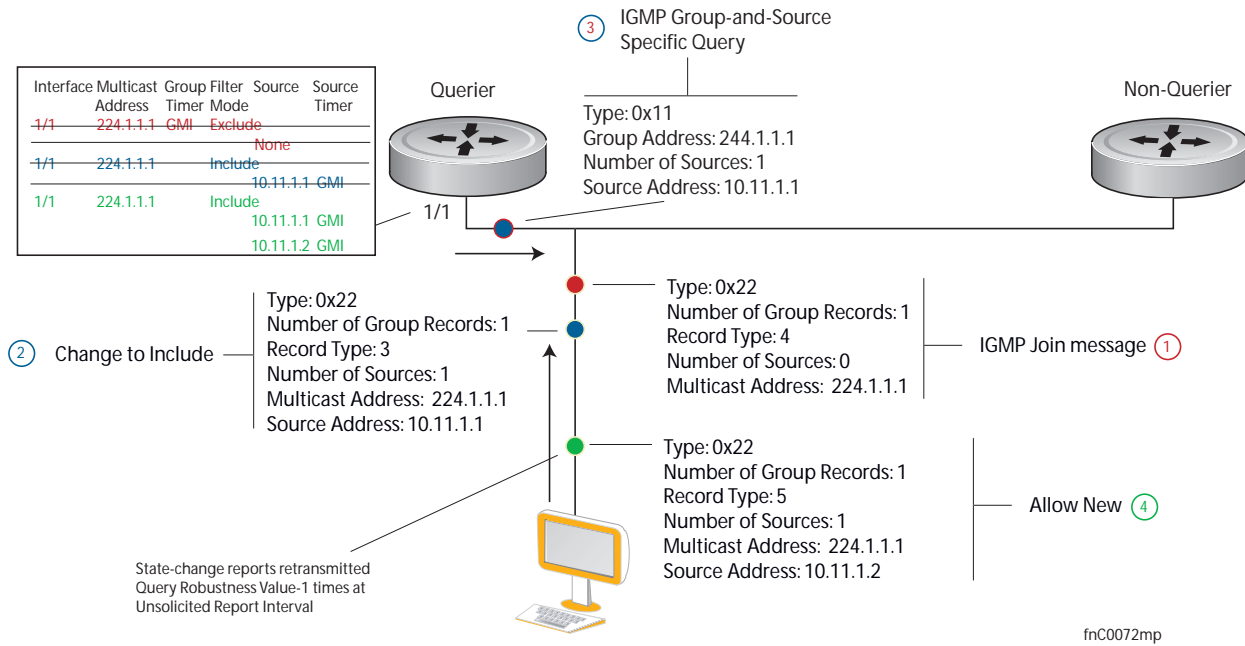 3
IGMP Group-and-Source
Specific Query
Interface Multicast Group Filter Source Source
Address Timer Mode Timer
1/1 224.1.1.1 GMI Exclude
None
1/1 224.1.1.1 Include
10.11.1.1 GMI
1/1 224.1.1.1 Include
10.11.1.1 GMI
10.11.1.2 GMI
Querier
Non-Querier
Type: 0x11
Group Address: 244.1.1.1
Number of Sources: 1
Source Address: 10.11.1.1
1/1
2 Change to Include
Type: 0x22
Number of Group Records: 1
Record Type: 3
Number of Sources: 1
Multicast Address: 224.1.1.1
Source Address: 10.11.1.1
Type: 0x22
Number of Group Records: 1
Record Type: 4
Number of Sources: 0
Multicast Address: 224.1.1.1
IGMP Join message 1
Type: 0x22
Number of Group Records: 1
Record Type: 5
Number of Sources: 1
Multicast Address: 224.1.1.1
Source Address: 10.11.1.2
Allow New 4
State-change reports retransmitted
Query Robustness Value-1 times at
Unsolicited Report Interval
fnC0072mp